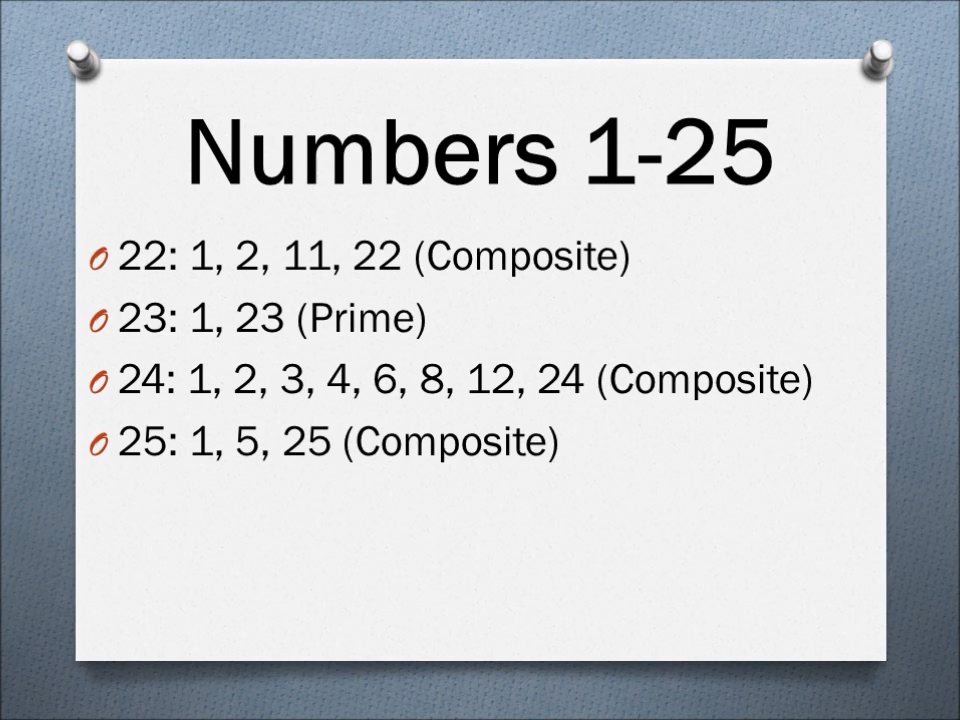 Numbers 1-25
22: 1, 2, 11, 22 (Composite)
23: 1, 23 (Prime)
24: 1, 2, 3, 4, 6, 8, 12, 24 (Composite)
25: 1, 5, 25 (Composite)